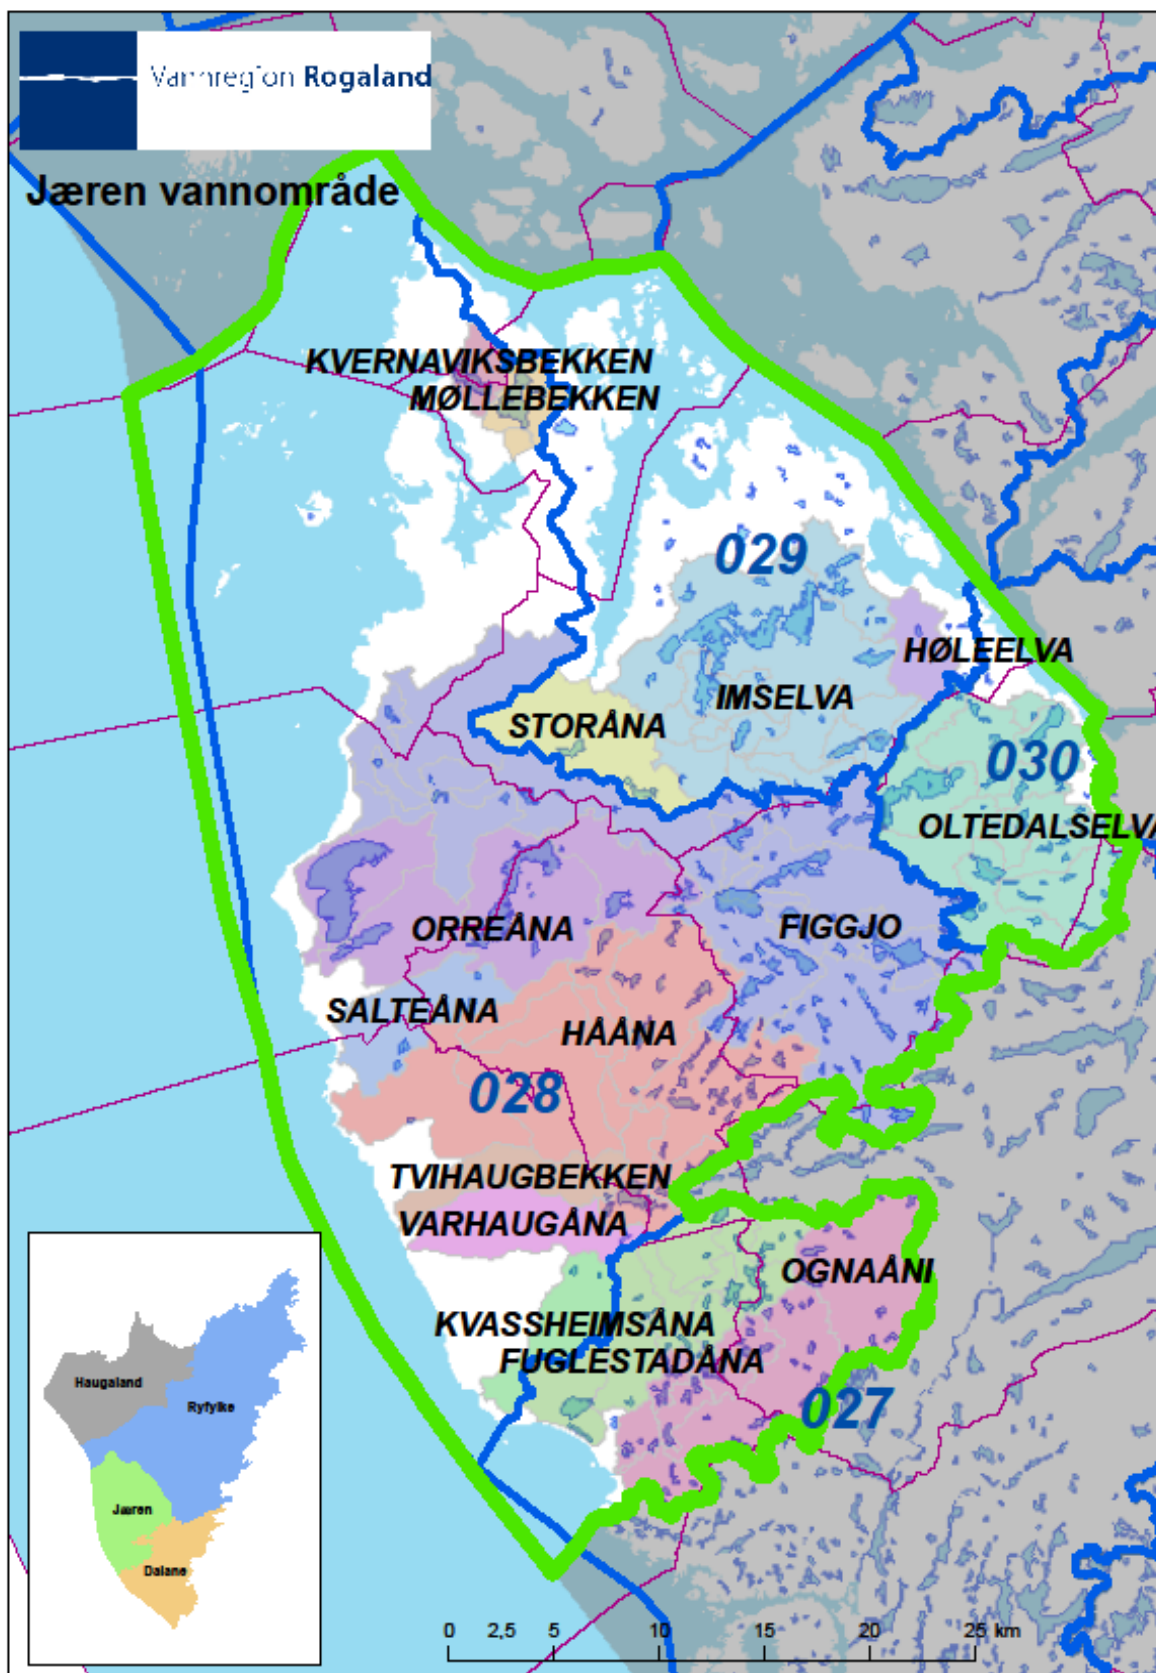 Vannregion Rogaland
Jæren vannområde
KVERNAVIKSBEKKEN
MØLLEBEKKEN
029
HØLEELVA
IMSELVA
STORÅNA
030
OLTEDALSELVA
ORREÅNA
FIGGJO
SALTEÅNA
HÅÅNA
028
TVIHAUGBEKKEN
VARHAUGÅNA
OGNAÅNI
KVASSHEIMSÅNA
FUGLESTADÅNA
027
Haugaland
Ryfylke
Jæren
Dalane
0 2,5 5 10 15 20 25 km